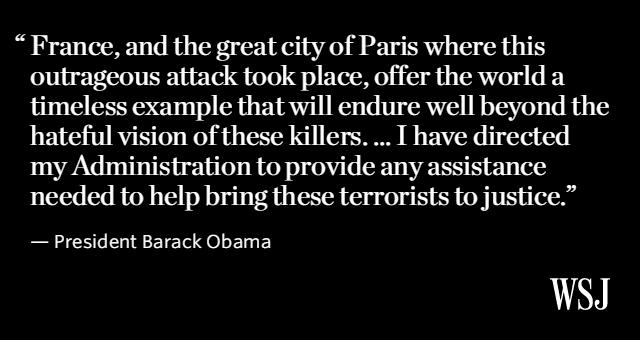 “ France, and the great city of Paris where this
outrageous attack took place, offer the world a
timeless example that will endure well beyond the
hateful vision of these killers. ... I have directed
my Administration to provide any assistance
needed to help bring these terrorists to justice.”
— President Barack Obama
WSJ